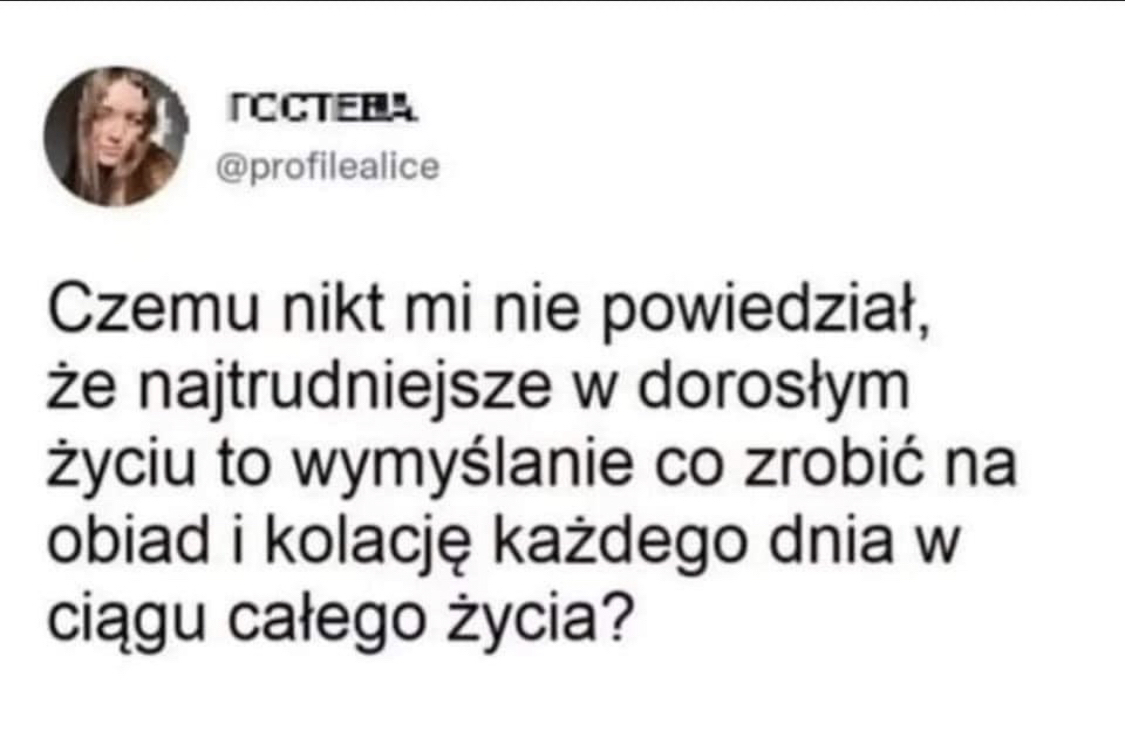 @profilealice
Czemu nikt mi nie powiedział,
że najtrudniejsze w dorosłym
życiu to wymyślanie co zrobić na
obiad i kolację każdego dnia w
ciągu całego życia?